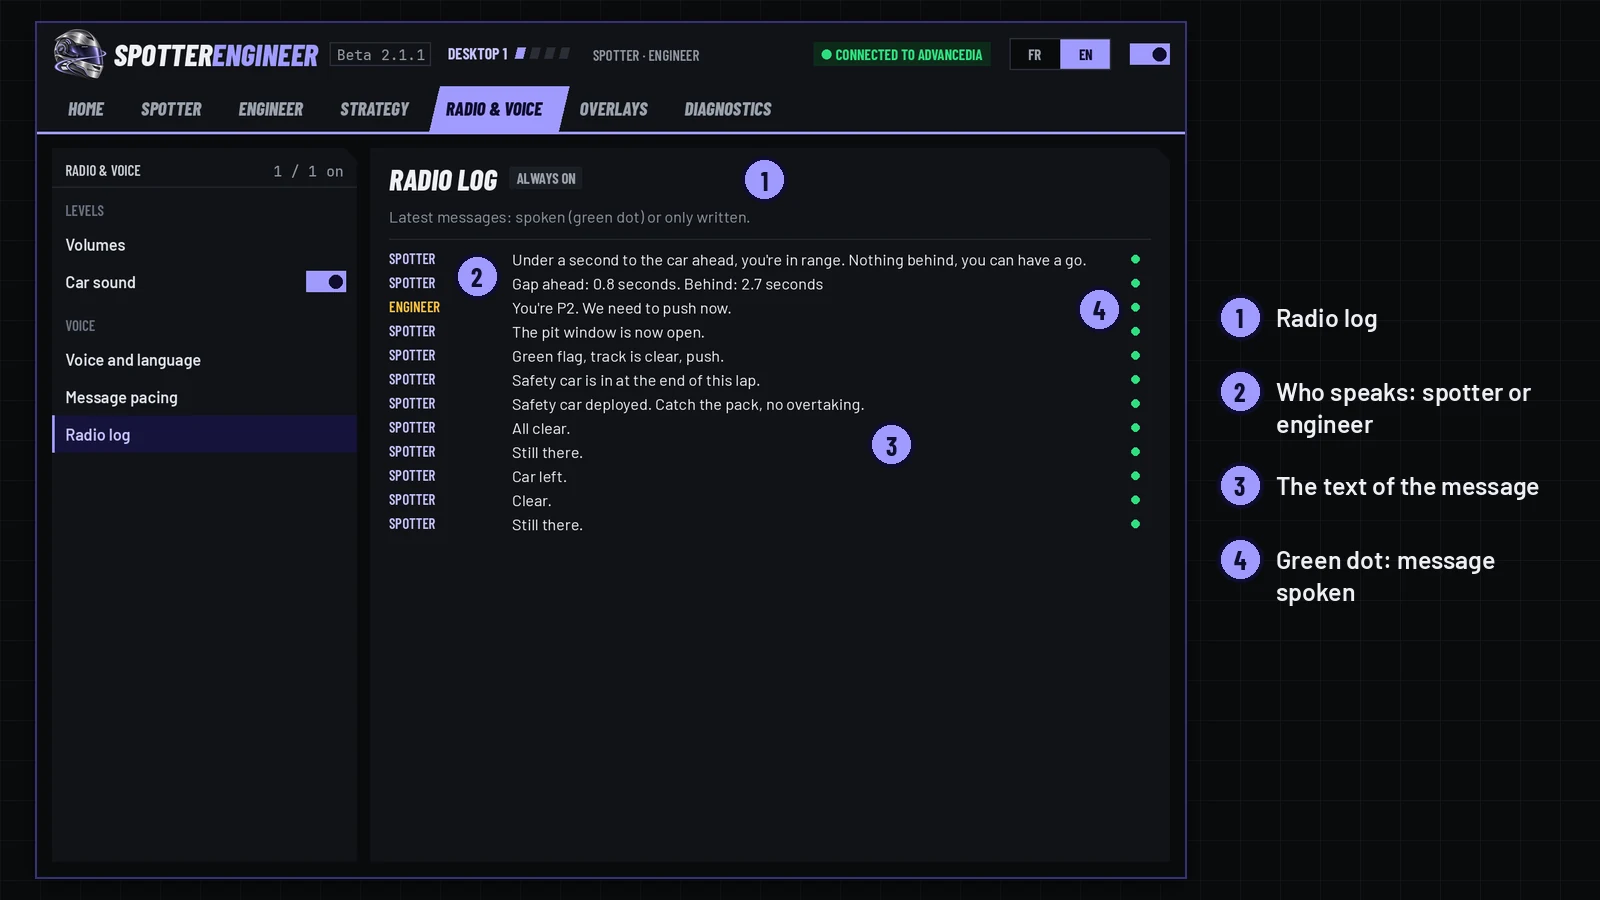 SPOTTERENGINEER Beta 2.1.1 DESKTOP 1 SPOTTER · ENGINEER CONNECTED TO ADVANCEDIA FR EN
HOME SPOTTER ENGINEER STRATEGY RADIO & VOICE OVERLAYS DIAGNOSTICS
RADIO & VOICE 1 / 1 on
LEVELS
Volumes
Car sound
VOICE
Voice and language
Message pacing
Radio log
RADIO LOG ALWAYS ON 1
Latest messages: spoken (green dot) or only written.
SPOTTER Under a second to the car ahead, you're in range. Nothing behind, you can have a go.
2
SPOTTER Gap ahead: 0.8 seconds. Behind: 2.7 seconds
ENGINEER You're P2. We need to push now.
4
SPOTTER The pit window is now open.
SPOTTER Green flag, track is clear, push.
SPOTTER Safety car is in at the end of this lap.
SPOTTER Safety car deployed. Catch the pack, no overtaking.
SPOTTER All clear.
3
SPOTTER Still there.
SPOTTER Car left.
SPOTTER Clear.
SPOTTER Still there.
1 Radio log
2 Who speaks: spotter or
engineer
3 The text of the message
4 Green dot: message
spoken